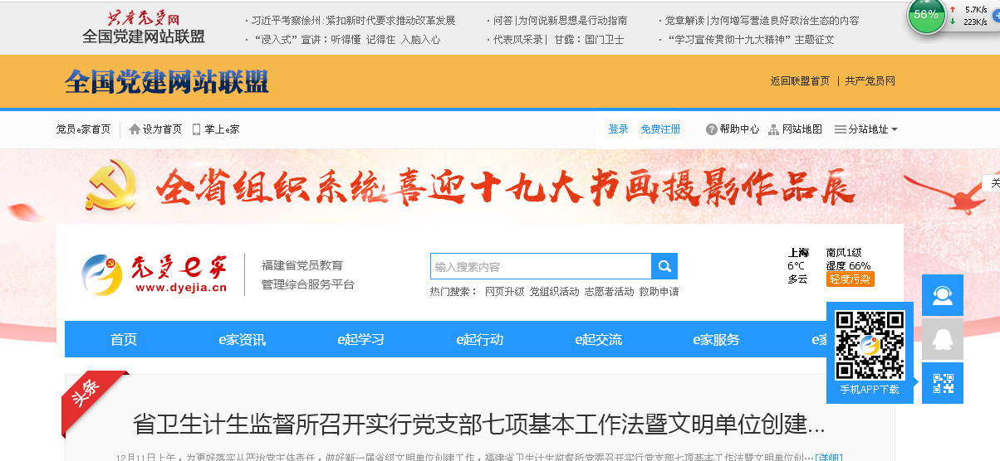 共产党员网
全国党建网站联盟
· 习近平考察徐州:紧扣新时代要求推动改革发展
· 问答|为何说新思想是行动指南
· 党章解读|为何增写营造良好政治生态的内容
· “浸入式”宣讲：听得懂 记得住 入脑入心
· 代表风采录| 甘露：国门卫士
· “学习宣传贯彻十九大精神”主题征文
56%
5.7K/s
223K/s
全国党建网站联盟
返回联盟首页 | 共产党员网
党员e家首页
设为首页
掌上e家
登录
免费注册
帮助中心
网站地图
分站地址
全省组织系统喜迎十九大书画摄影作品展
关
党员e家
www.dyejia.cn
福建省党员教育
管理综合服务平台
输入搜索内容
热门搜索： 网页升级 党组织活动 志愿者活动 救助申请
上海
6℃
多云
南风1级
湿度 66%
轻度污染
首页
e家资讯
e起学习
e起行动
e起交流
e家服务
e家
手机APP下载
头条
省卫生计生监督所召开实行党支部七项基本工作法暨文明单位创建...
12月11日上午，为更好落实从严治党主体责任，做好新一届省级文明单位创建工作，福建省卫生计生监督所党委召开实行党支部七项基本工作法暨文明单位创…[详细]